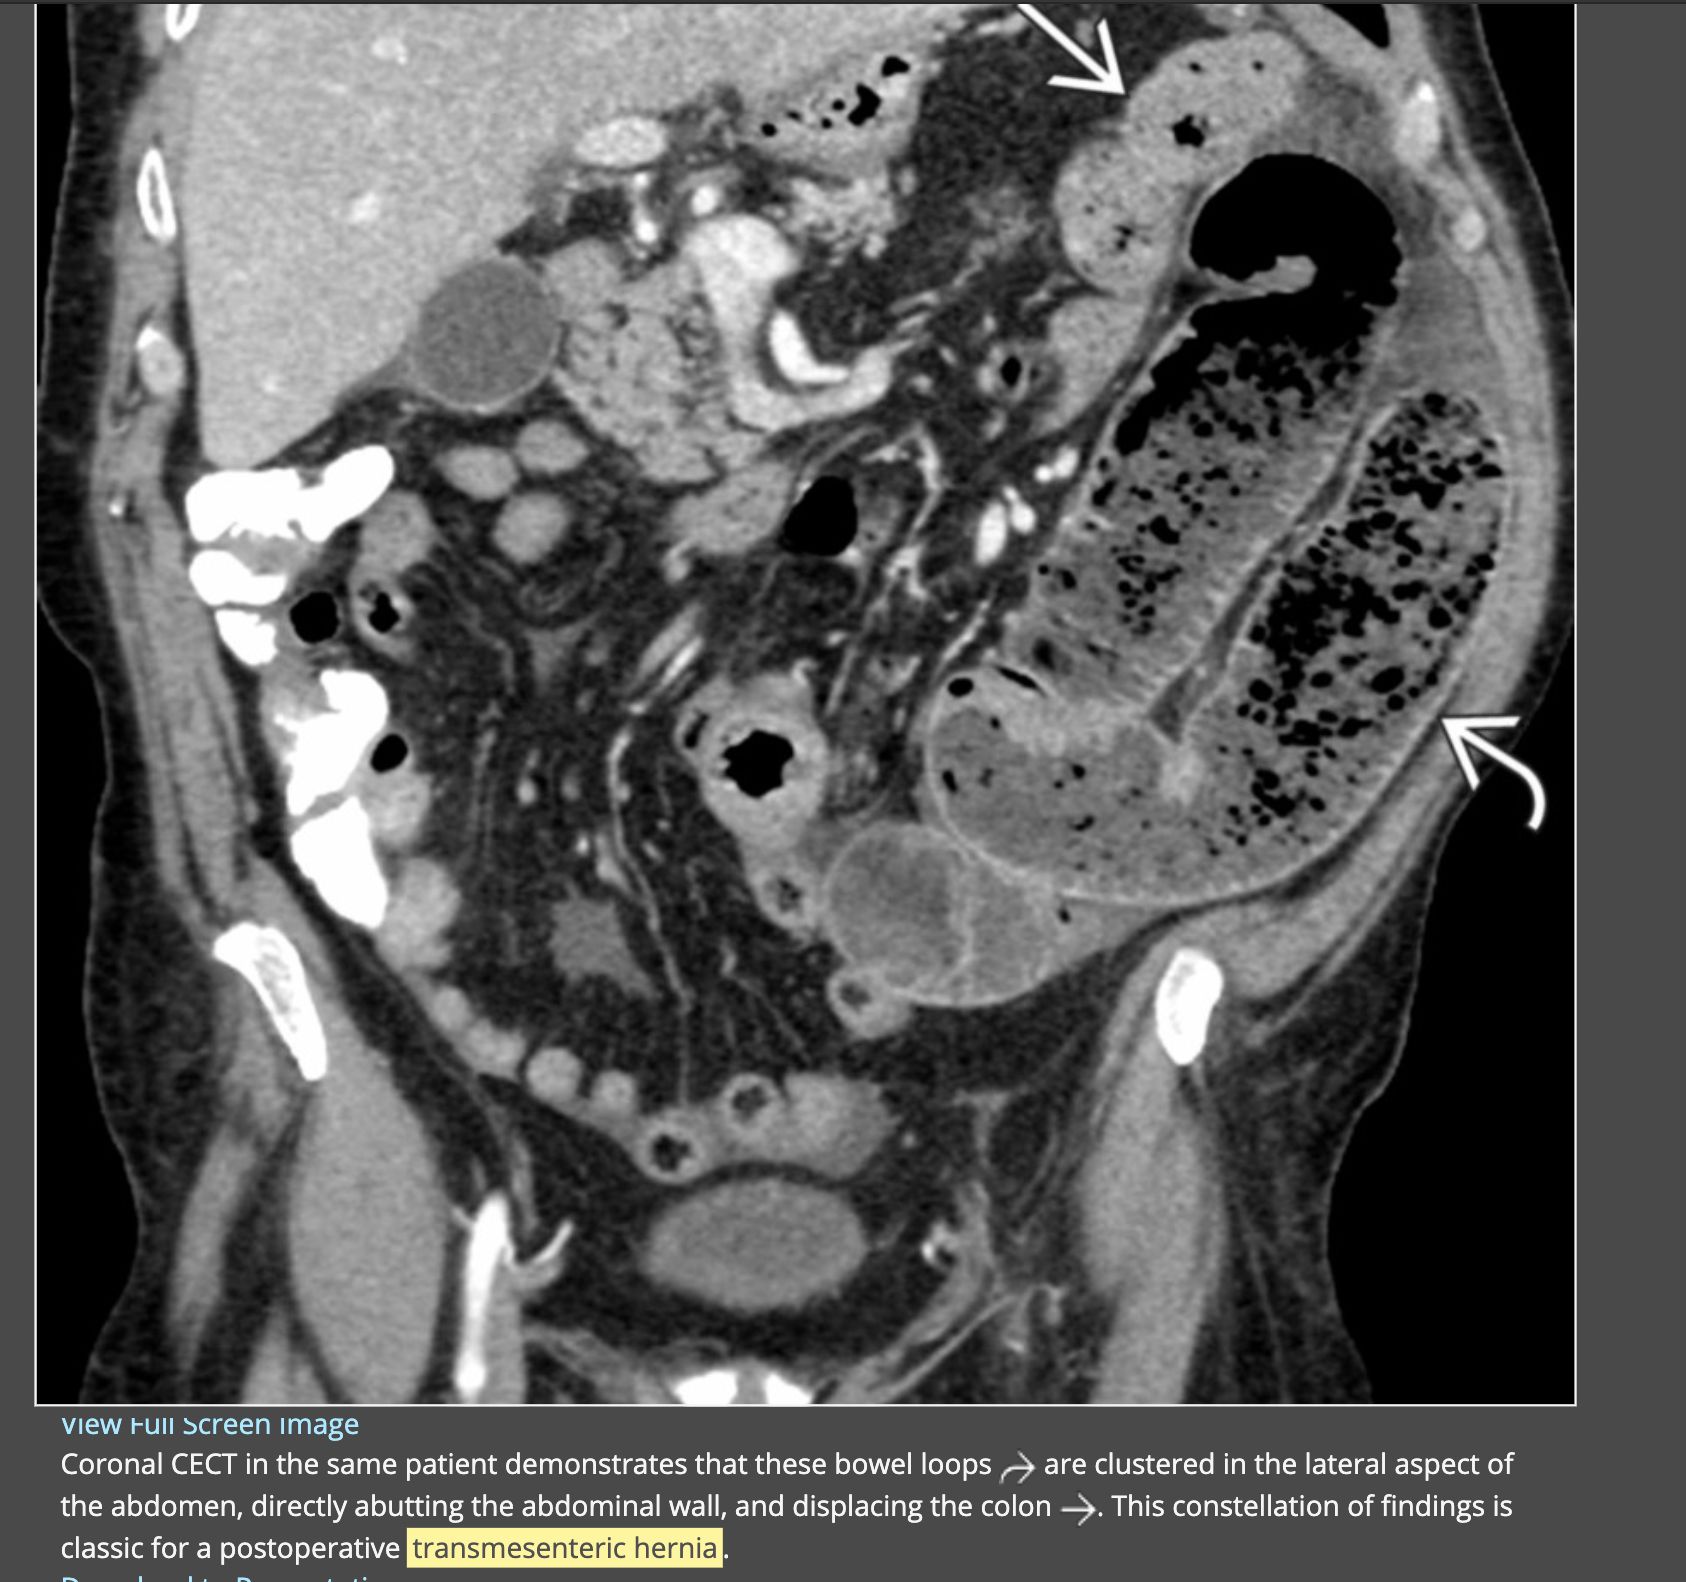 View Full Screen Image
Coronal CECT in the same patient demonstrates that these bowel loops are clustered in the lateral aspect of
the abdomen, directly abutting the abdominal wall, and displacing the colon . This constellation of findings is
classic for a postoperative transmesenteric hernia.